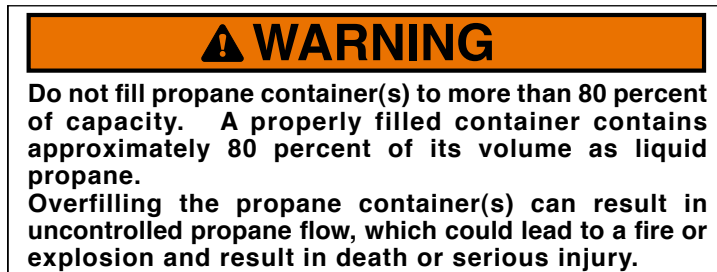 WARNING
Do not fill propane container(s) to more than 80 percent
of capacity. A properly filled container contains
approximately 80 percent of its volume as liquid
propane.
Overfilling the propane container(s) can result in
uncontrolled propane flow, which could lead to a fire or
explosion and result in death or serious injury.